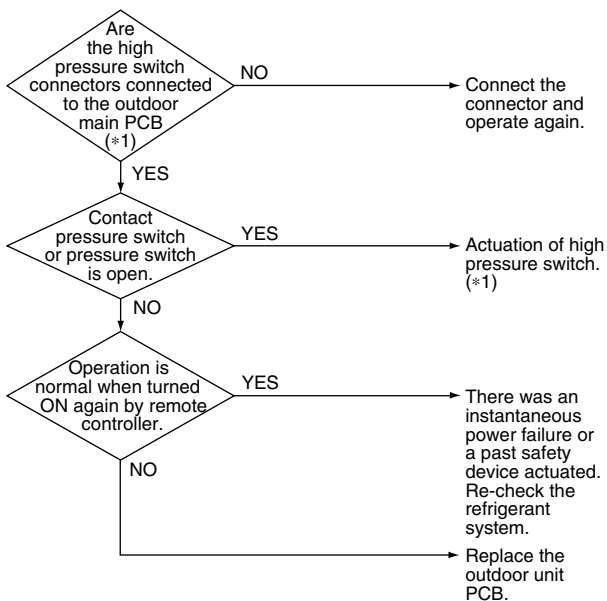 Are
the high
pressure switch
connectors connected
to the outdoor
main PCB
(*1)
NO
Connect the
connector and
operate again.
YES
Contact
pressure switch
or pressure switch
is open.
YES
Actuation of high
pressure switch.
(*1)
NO
Operation is
normal when turned
ON again by remote
controller.
YES
There was an
instantaneous
power failure or
a past safety
device actuated.
Re-check the
refrigerant
system.
NO
Replace the
outdoor unit
PCB.